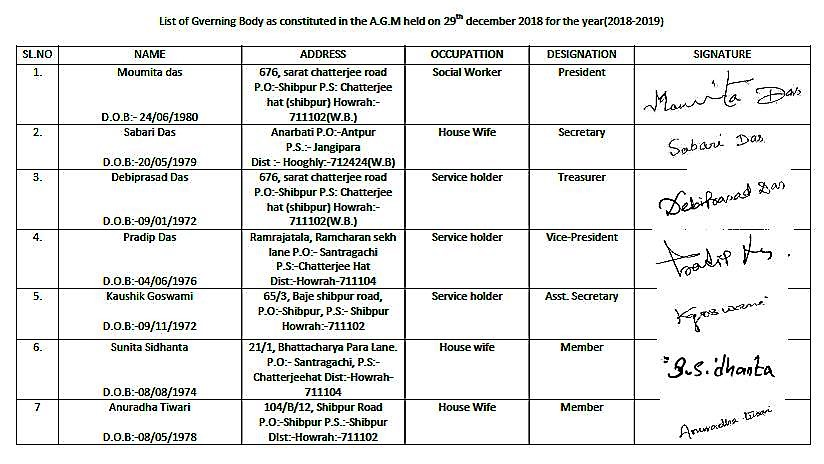 List of Gverning Body as constituted in the A.G.M held on 29th december 2018 for the year(2018-2019)
SL.NO NAME ADDRESS OCCUPATTION DESIGNATION SIGNATURE
1. Moumita das 676, sarat chatterjee road Social Worker President
P.O:-Shibpur P.S: Chatterjee
hat (shibpur) Howrah:-
D.O.B:- 24/06/1980 711102(W.B.)
Moumita Das
2. Sabari Das Anarbati P.O:-Antpur House Wife Secretary
P.S.:- Jangipara
D.O.B:-20/05/1979 Dist :- Hooghly:-712424(W.B)
Sabari Das
3. Debiprasad Das 676, sarat chatterjee road Service holder Treasurer
P.O:-Shibpur P.S: Chatterjee
hat (shibpur) Howrah:-
D.O.B:-09/01/1972 711102(W.B.)
Debiprasad Das
4. Pradip Das Ramrajatala, Ramcharan sekh Service holder Vice-President
lane P.O:- Santragachi
P.S:-Chatterjee Hat
D.O.B:-04/06/1976 Dist:-Howrah-711104
Pradip Das
5. Kaushik Goswami 65/3, Baje shibpur road, Service holder Asst. Secretary
P.O:-Shibpur, P.S:- Shibpur
D.O.B:-09/11/1972 Howrah:-711102
Kgoswami
6. Sunita Sidhanta 21/1, Bhattacharya Para Lane. House wife Member
P.O:- Santragachi, P.S:-
Chatterjeehat Dist:-Howrah-
D.O.B:-08/08/1974 711104
S.Sidhanta
7 Anuradha Tiwari 104/B/12, Shibpur Road House Wife Member
P.O:-Shibpur P.S.:-Shibpur
D.O.B:-08/05/1978 Dist:-Howrah:-711102
Anuradha tiwari